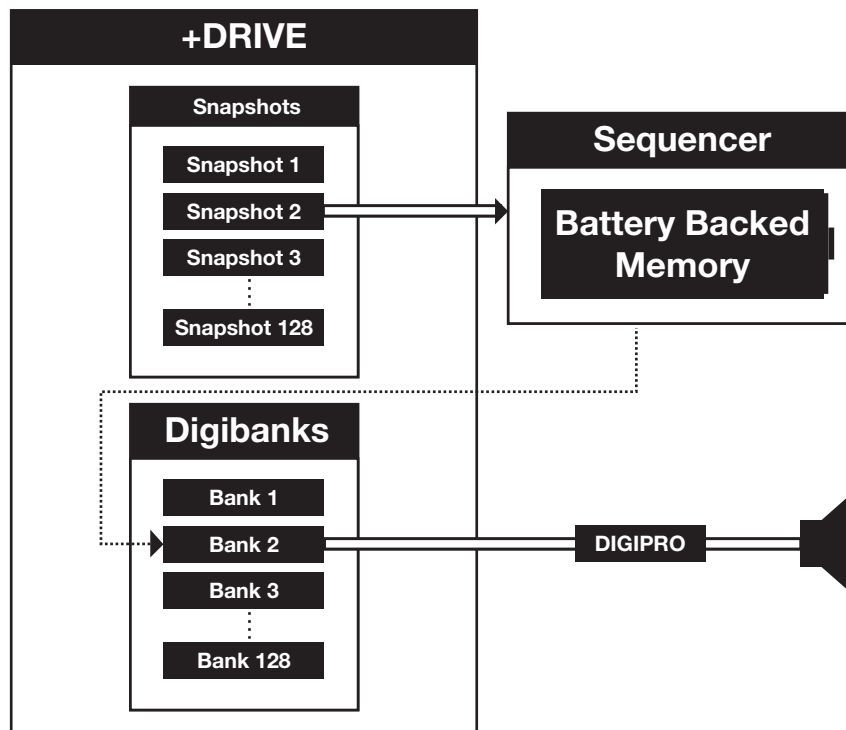 +DRIVE
Snapshots
Snapshot 1
Snapshot 2
Snapshot 3
Snapshot 128
Sequencer
Battery Backed
Memory
Digibanks
Bank 1
Bank 2
Bank 3
Bank 128
DIGIPRO